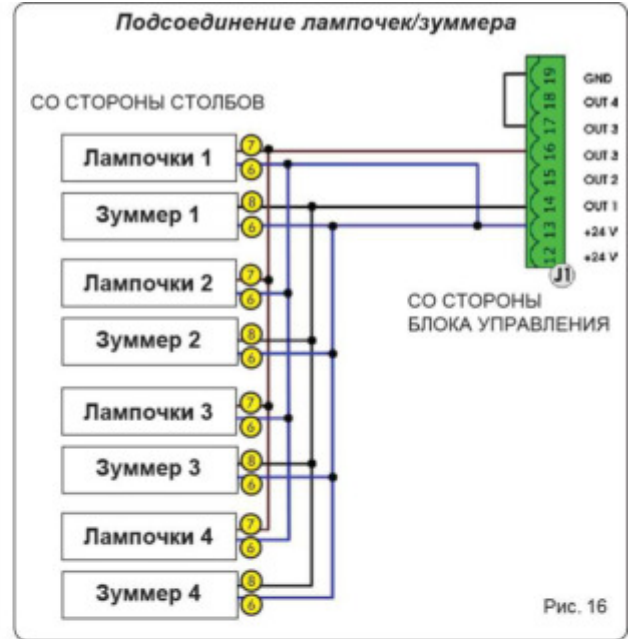 Подсоединение лампочек/зуммера
СО СТОРОНЫ СТОЛБОВ
Лампочки 1 7 6
Зуммер 1 8 6
Лампочки 2 7 6
Зуммер 2 8 6
Лампочки 3 7 6
Зуммер 3 8 6
Лампочки 4 7 6
Зуммер 4 8 6
19 GND
18 OUT 4
17 OUT 3
16 OUT 3
15 OUT 2
14 OUT 1
13 +24 V
12 +24 V
J1
СО СТОРОНЫ
БЛОКА УПРАВЛЕНИЯ
Рис. 16